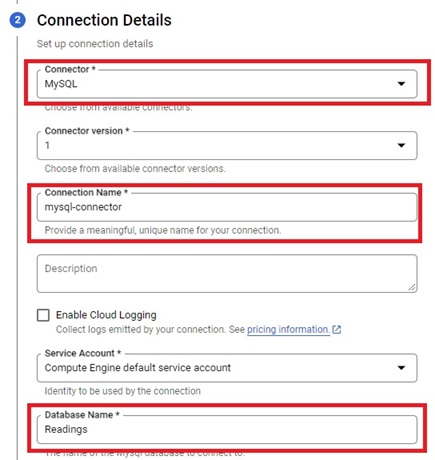 2 Connection Details
Set up connection details
Connector *
MySQL
Choose from available connectors.
Connector version *
1
Choose from available connector versions.
Connection Name *
mysql-connector
Provide a meaningful, unique name for your connection.
Description
Enable Cloud Logging
Collect logs emitted by your connection. See pricing information.
Service Account *
Compute Engine default service account
Identity to be used by the connection
Database Name *
Readings
The name of the Mysql database to connect to.